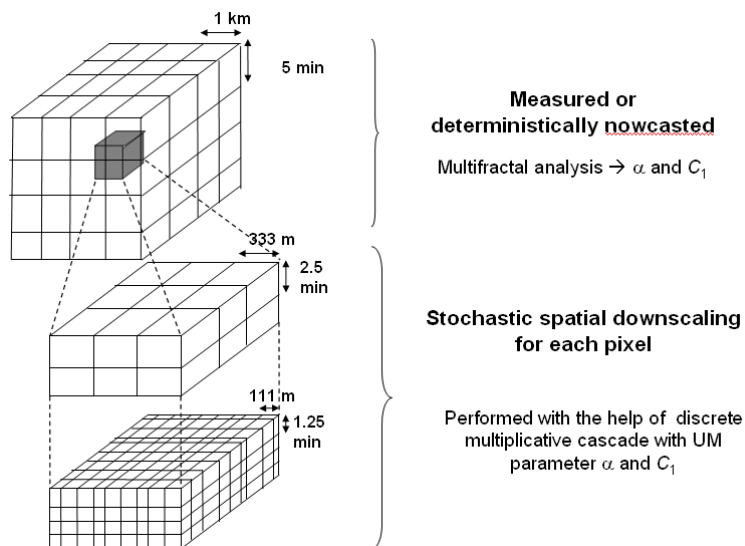 1 km
5 min
Measured or
deterministically nowcasted
Multifractal analysis → α and C₁
333 m
2.5
min
Stochastic spatial downscaling
for each pixel
111 m
1.25
min
Performed with the help of discrete
multiplicative cascade with UM
parameter α and C₁